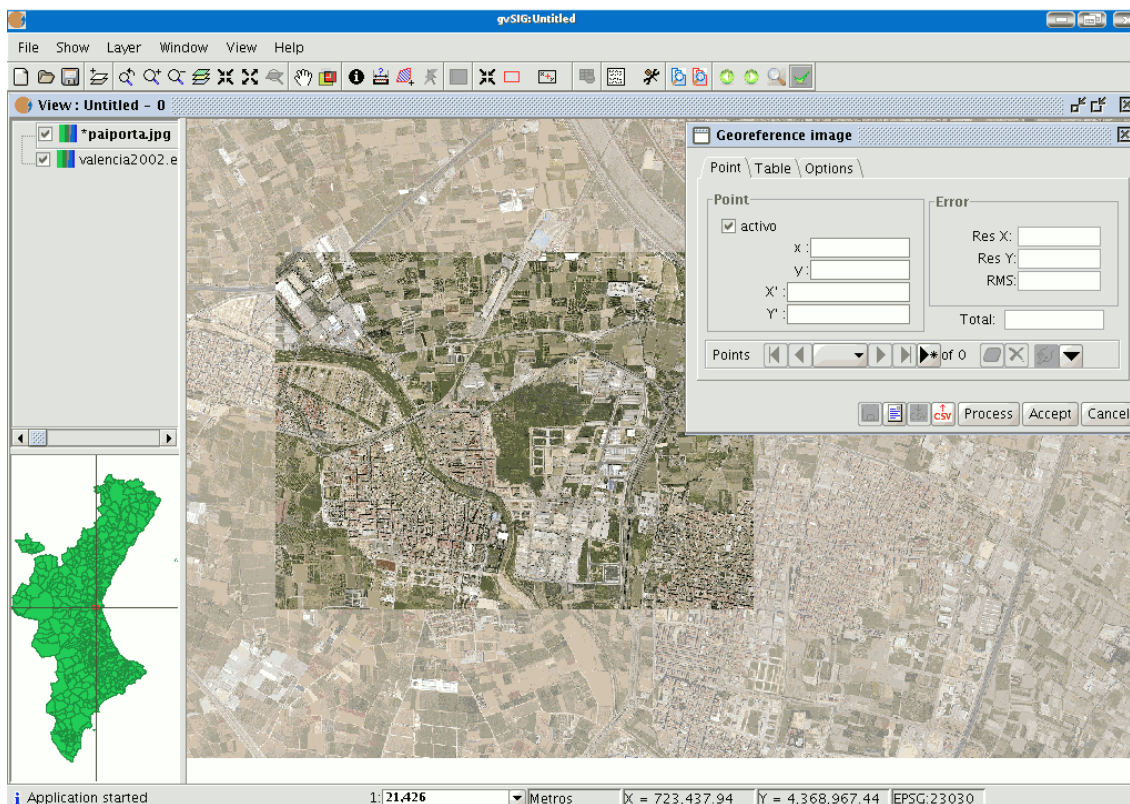 gvSIG:Untitled
File Show Layer Window View Help
View : Untitled - 0
*paiporta.jpg
valencia2002.e
Georeference image
Point Table Options
Point
activo
x :
y :
X' :
Y' :
Error
Res X:
Res Y:
RMS:
Total:
Points of 0
CSV CSV Process Accept Cancel
Application started 1: 21,426 Metros X = 723,437.94 Y = 4,368,967.44 EPSG:23030